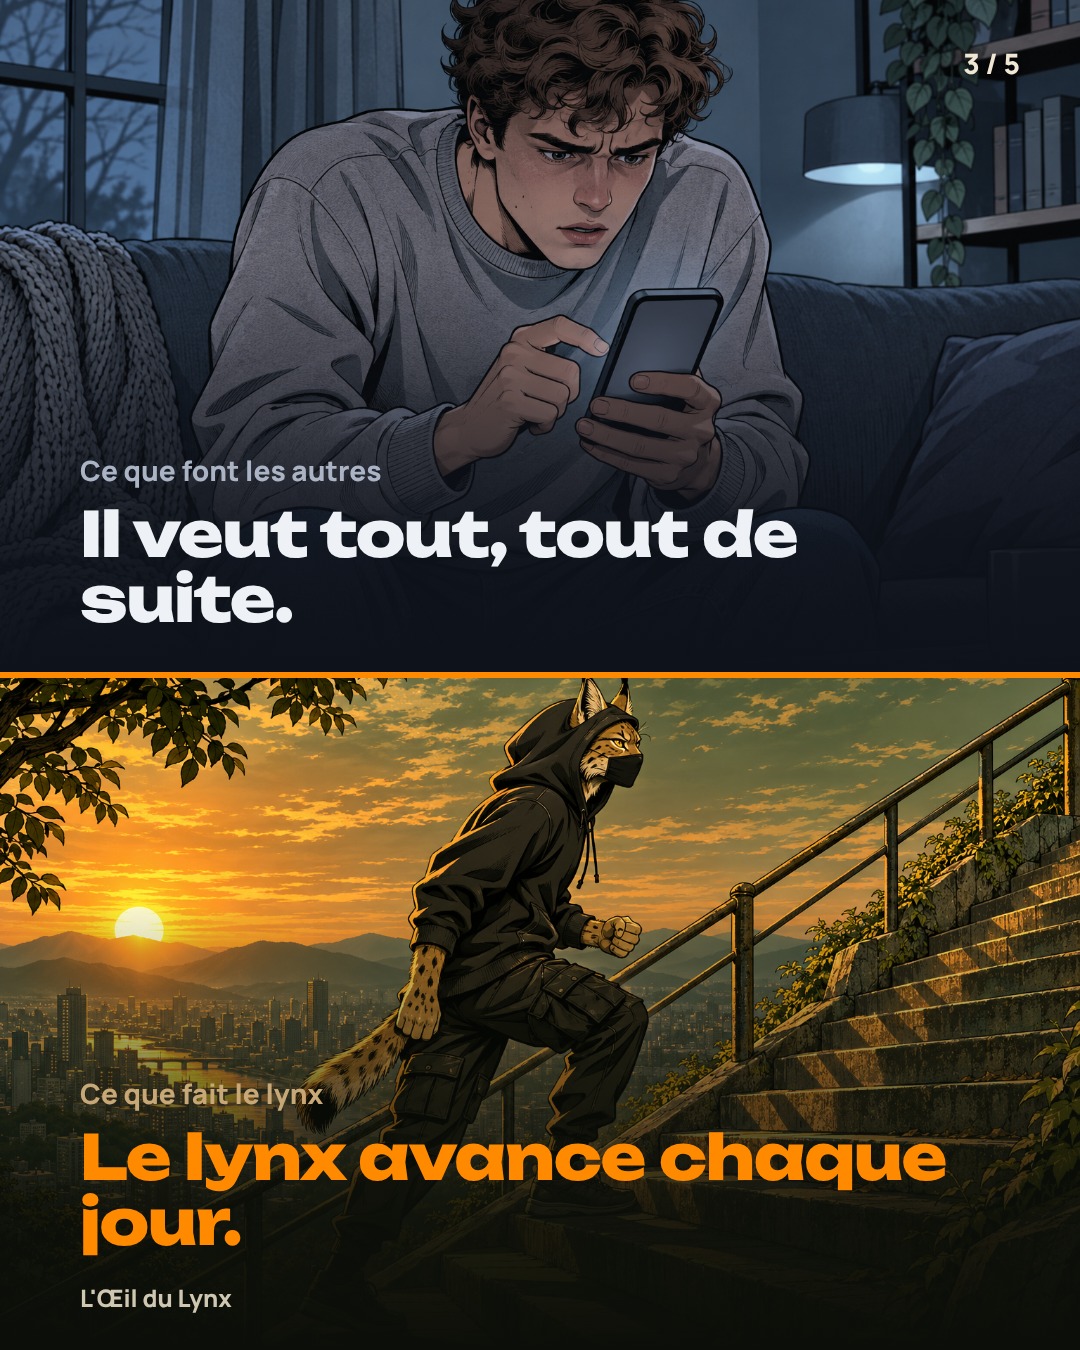 3 / 5
Ce que font les autres
Il veut tout, tout de
suite.
Ce que fait le lynx
Le lynx avance chaque
jour.
L'Œil du Lynx